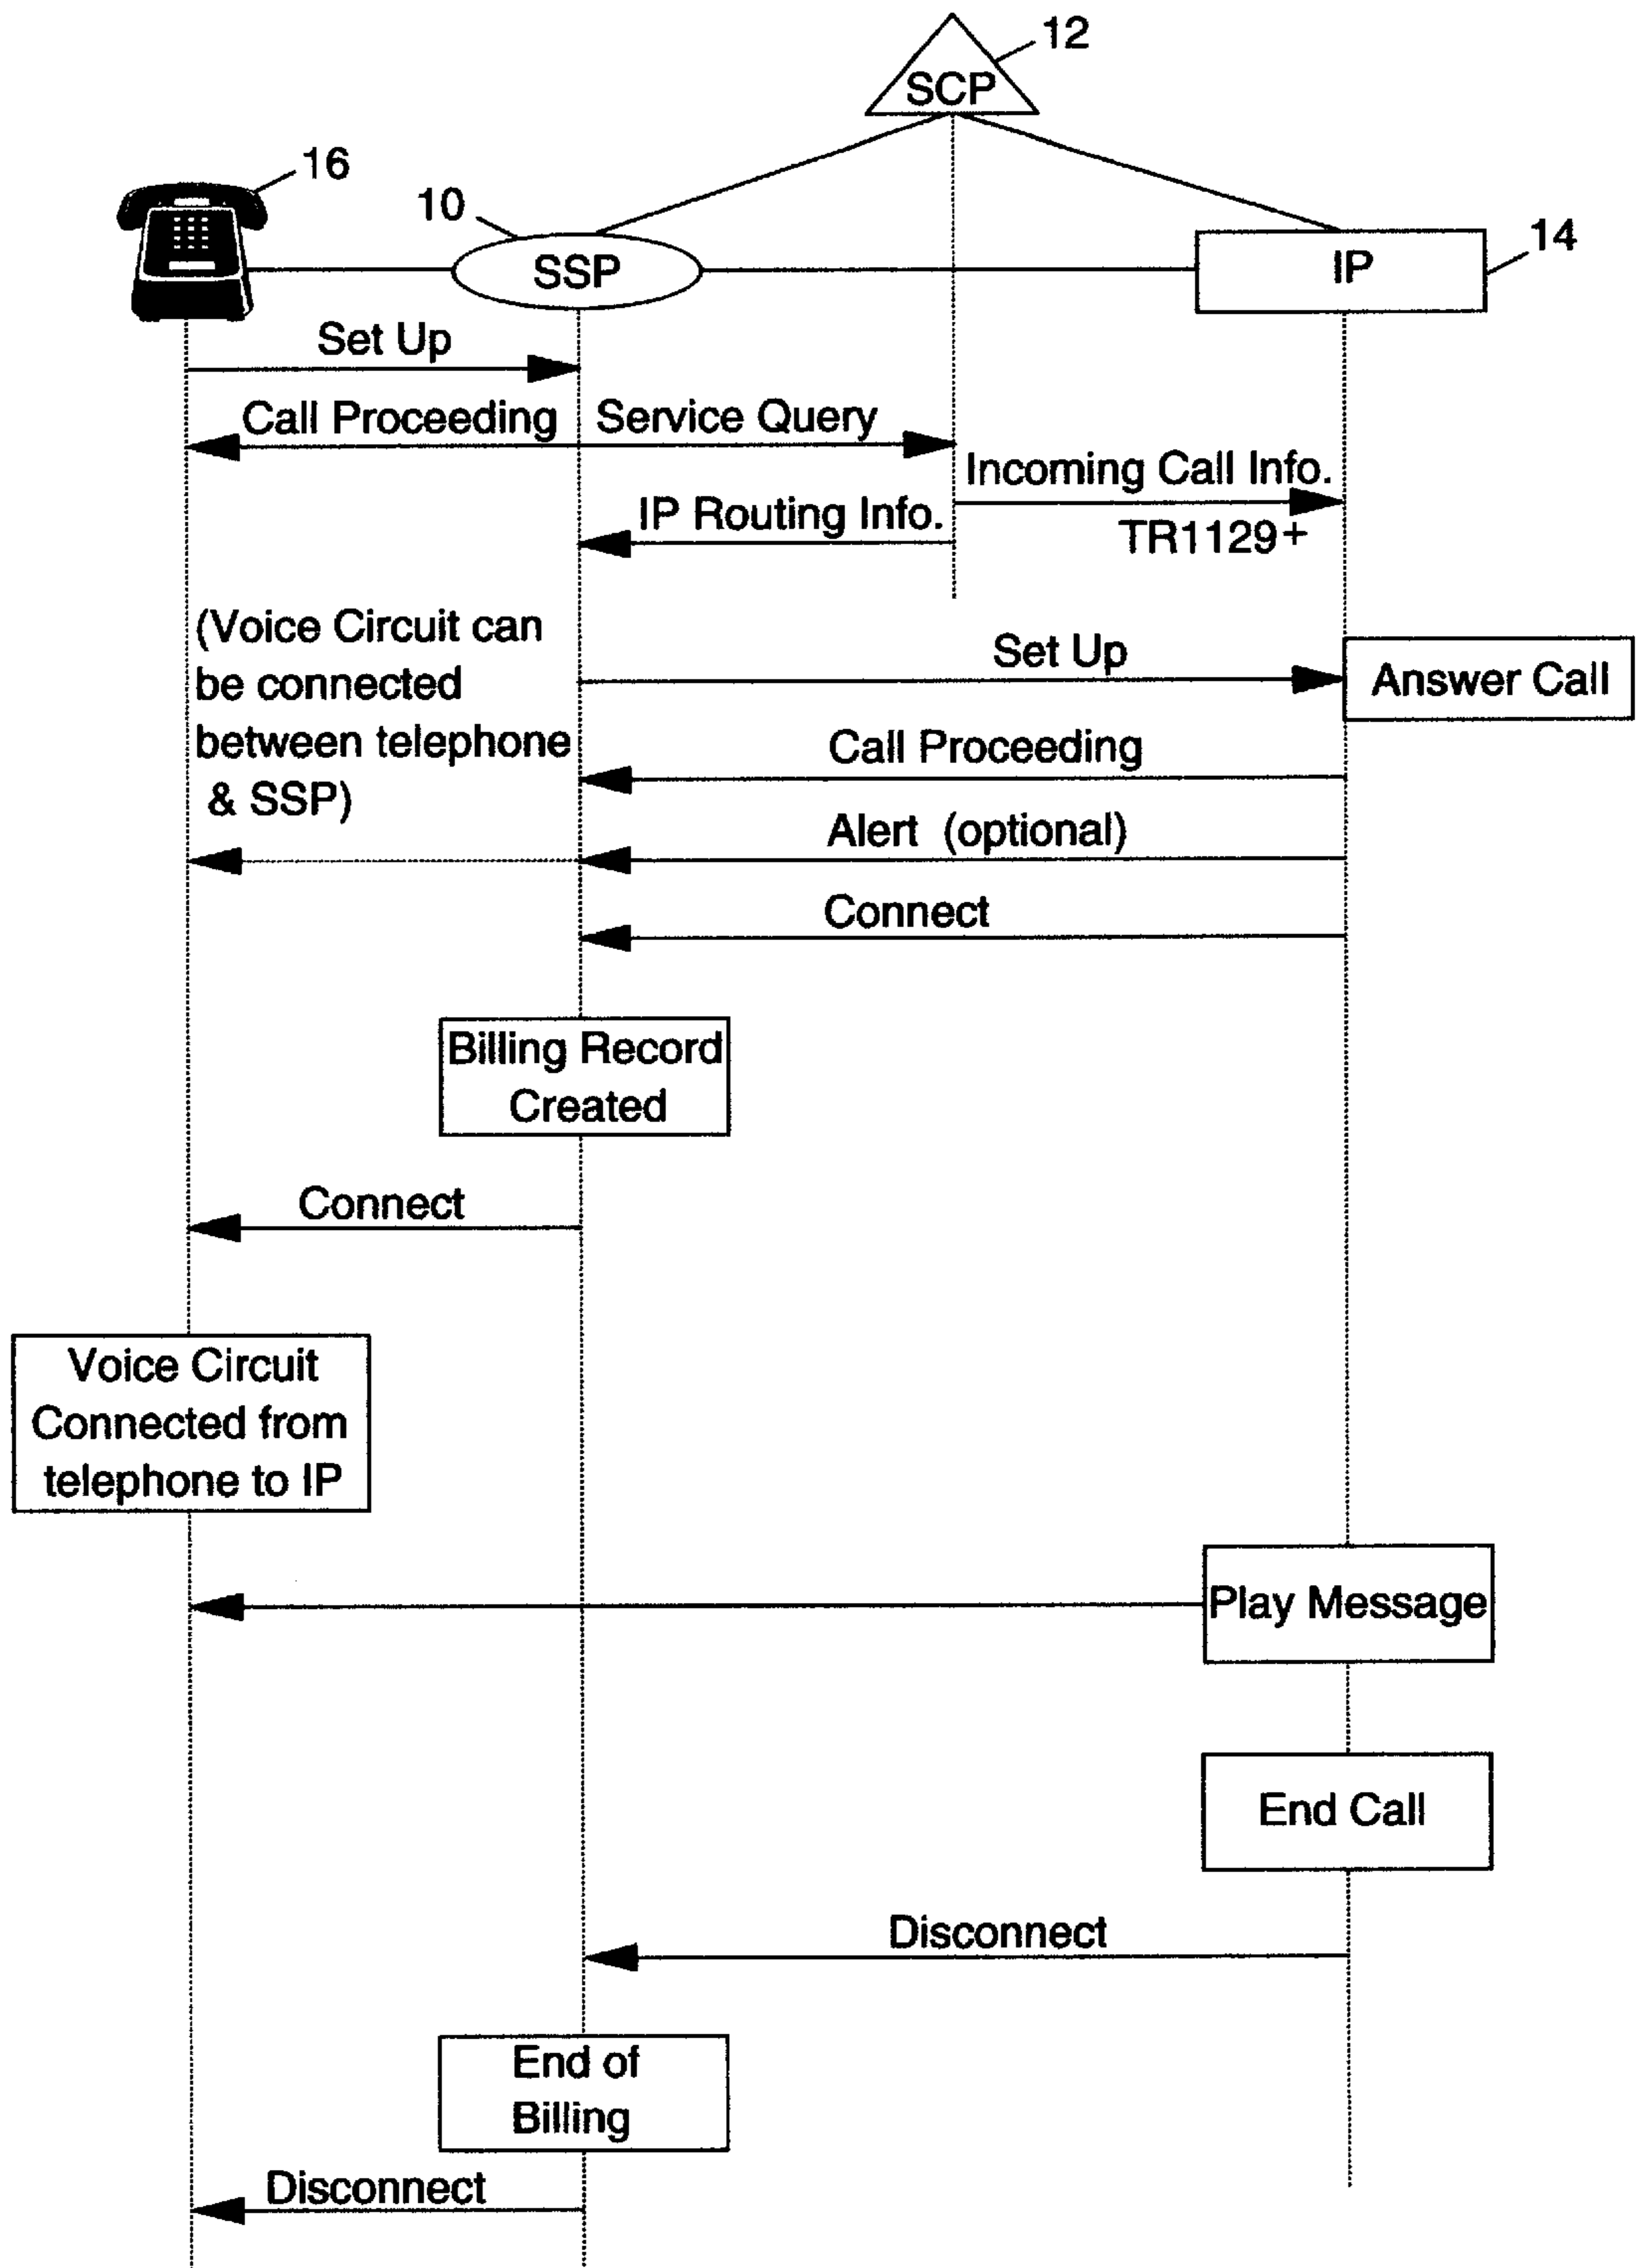 12
SCP
16
10
SSP
IP
14
Set Up
Call Proceeding
Service Query
Incoming Call Info.
IP Routing Info.
TR1129+
(Voice Circuit can
be connected
between telephone
& SSP)
Set Up
Answer Call
Call Proceeding
Alert (optional)
Connect
Billing Record
Created
Connect
Voice Circuit
Connected from
telephone to IP
Play Message
End Call
Disconnect
End of
Billing
Disconnect